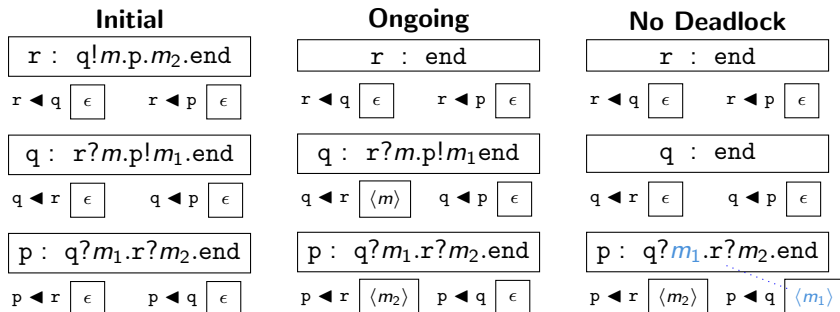 Initial
r : q!m.p.m₂.end
r ◄ q ϵ r ◄ p ϵ
q : r?m.p!m₁.end
q ◄ r ϵ q ◄ p ϵ
p : q?m₁.r?m₂.end
p ◄ r ϵ p ◄ q ϵ
Ongoing
r : end
r ◄ q ϵ r ◄ p ϵ
q : r?m.p!m₁end
q ◄ r ⟨m⟩ q ◄ p ϵ
p : q?m₁.r?m₂.end
p ◄ r ⟨m₂⟩ p ◄ q ϵ
No Deadlock
r : end
r ◄ q ϵ r ◄ p ϵ
q : end
q ◄ r ϵ q ◄ p ϵ
p : q?m₁.r?m₂.end
p ◄ r ⟨m₂⟩ p ◄ q ⟨m₁⟩